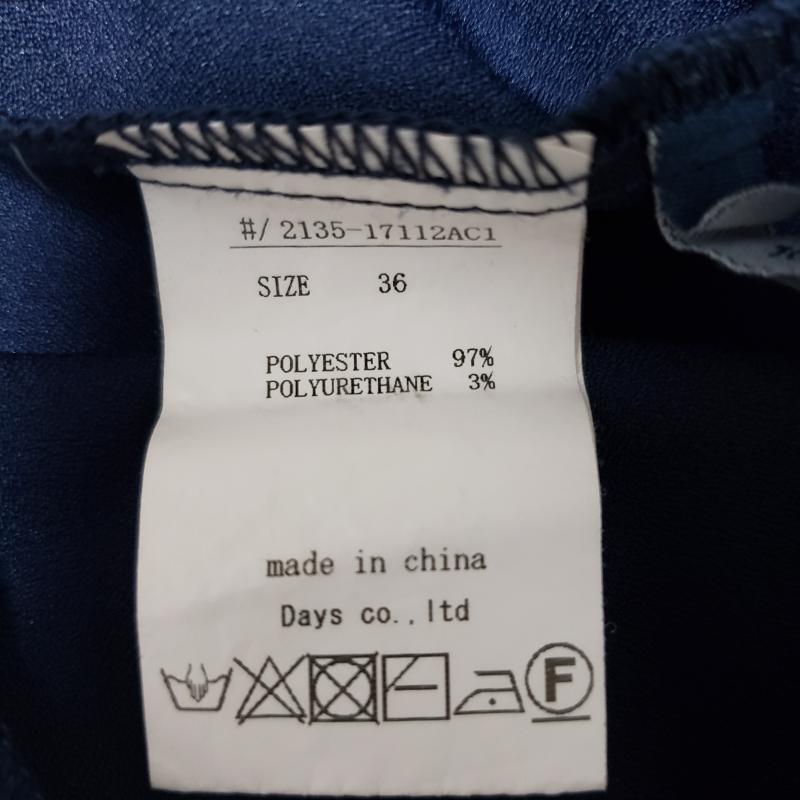 #/ 2135-17112AC1
SIZE 36
POLYESTER 97%
POLYURETHANE 3%
made in china
Days co.,ltd
F